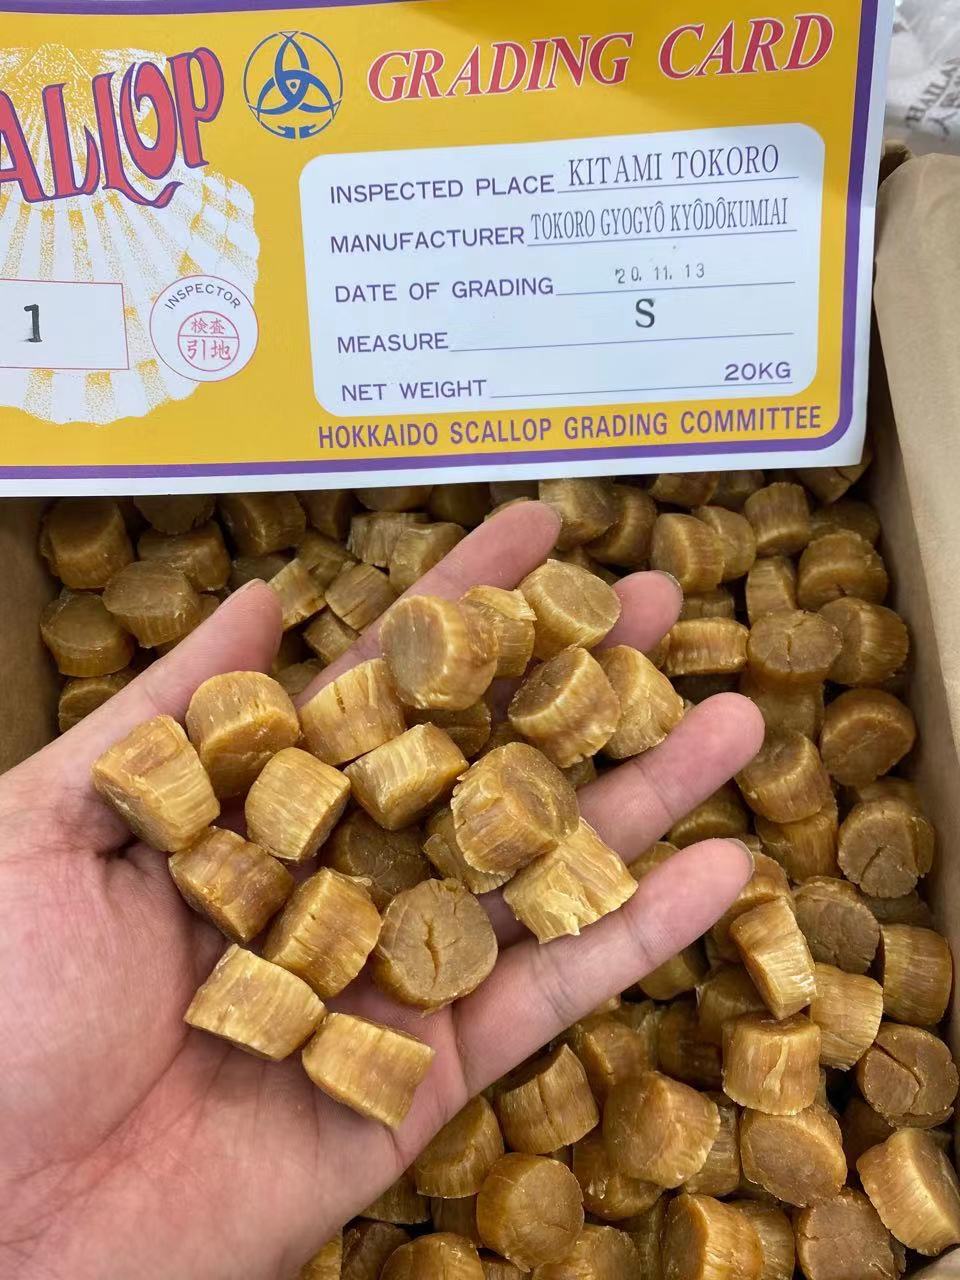 ALLOP
GRADING CARD
INSPECTED PLACE KITAMI TOKORO
MANUFACTURER TOKORO GYOGYÔ KYÔDÔKUMIAI
DATE OF GRADING '20. 11. 13
MEASURE S
NET WEIGHT 20KG
HOKKAIDO SCALLOP GRADING COMMITTEE
1
INSPECTOR
検査
引地